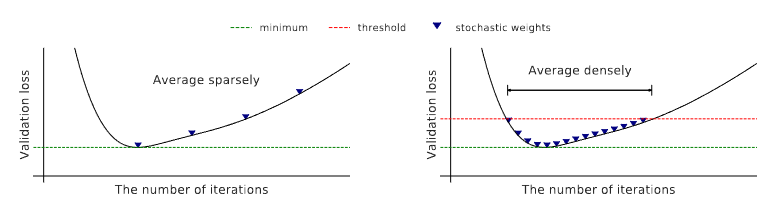 minimum threshold stochastic weights
Average sparsely
Validation loss
The number of iterations
Average densely
Validation loss
The number of iterations